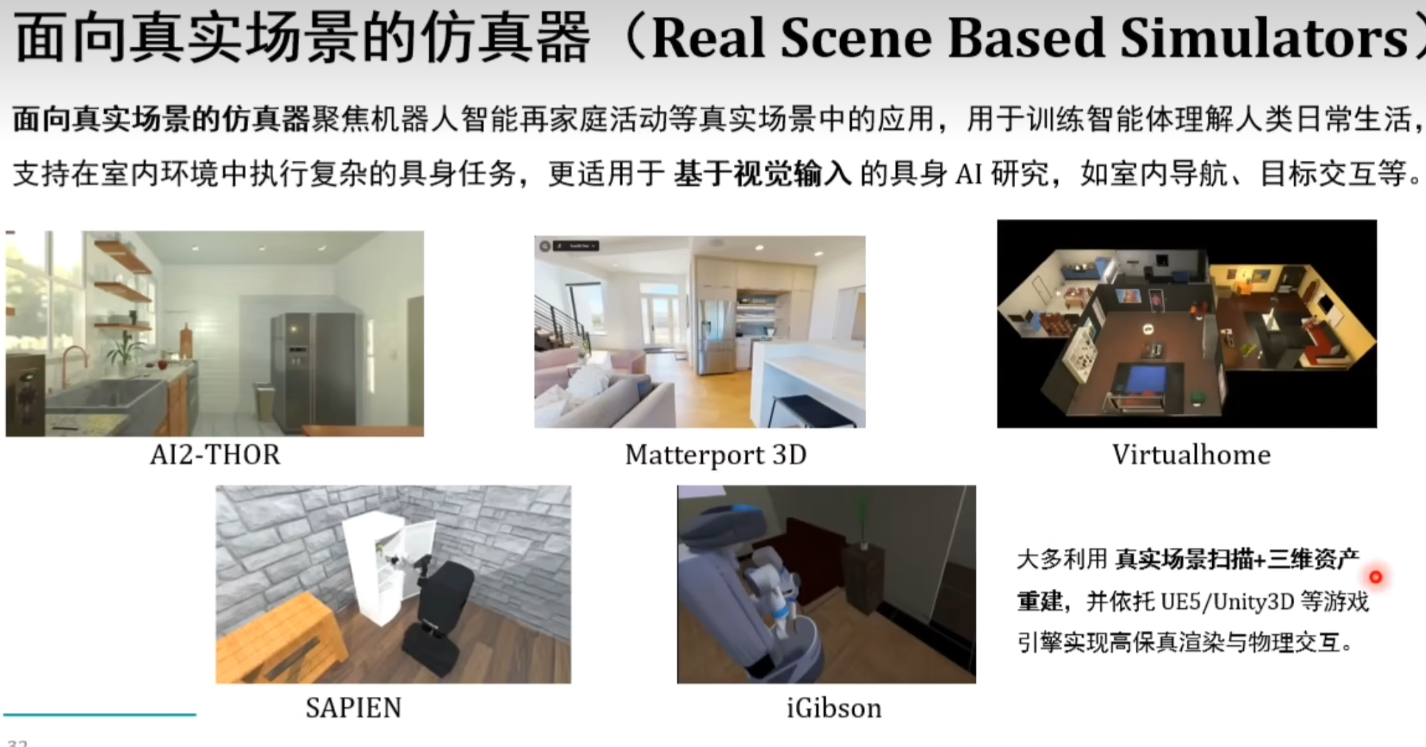 面向真实场景的仿真器（Real Scene Based Simulators）
面向真实场景的仿真器聚焦机器人智能再家庭活动等真实场景中的应用，用于训练智能体理解人类日常生活，
支持在室内环境中执行复杂的具身任务，更适用于 基于视觉输入 的具身 AI 研究，如室内导航、目标交互等。
AI2-THOR
Matterport 3D
Virtualhome
SAPIEN
iGibson
大多利用 真实场景扫描+三维资产
重建，并依托 UE5/Unity3D 等游戏
引擎实现高保真渲染与物理交互。
32